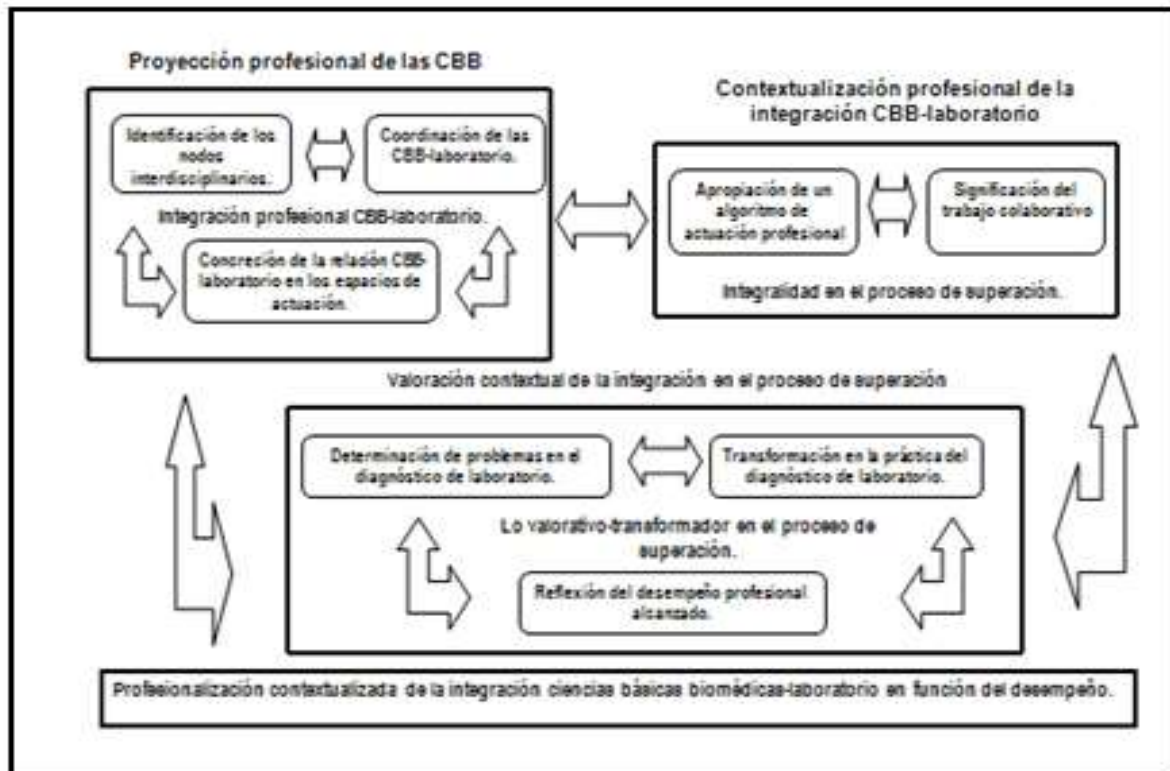 Proyección profesional de las CBB
Identificación de los
nodos
interdisciplinarios.
Coordinación de las
CBB-laboratorio.
Integración profesional CBB-laboratorio.
Concreción de la relación CBB-
laboratorio en los espacios de
actuación.
Contextualización profesional de la
integración CBB-laboratorio
Apropiación de un
algoritmo de
actuación profesional
Significación del
trabajo colaborativo
Integralidad en el proceso de superación.
Valoración contextual de la integración en el proceso de superación
Determinación de problemas en el
diagnóstico de laboratorio.
Transformación en la práctica del
diagnóstico de laboratorio.
Lo valorativo-transformador en el proceso de
superación.
Reflexión del desempeño profesional
alcanzado.
Profesionalización contextualizada de la integración ciencias básicas biomédicas-laboratorio en función del desempeño.